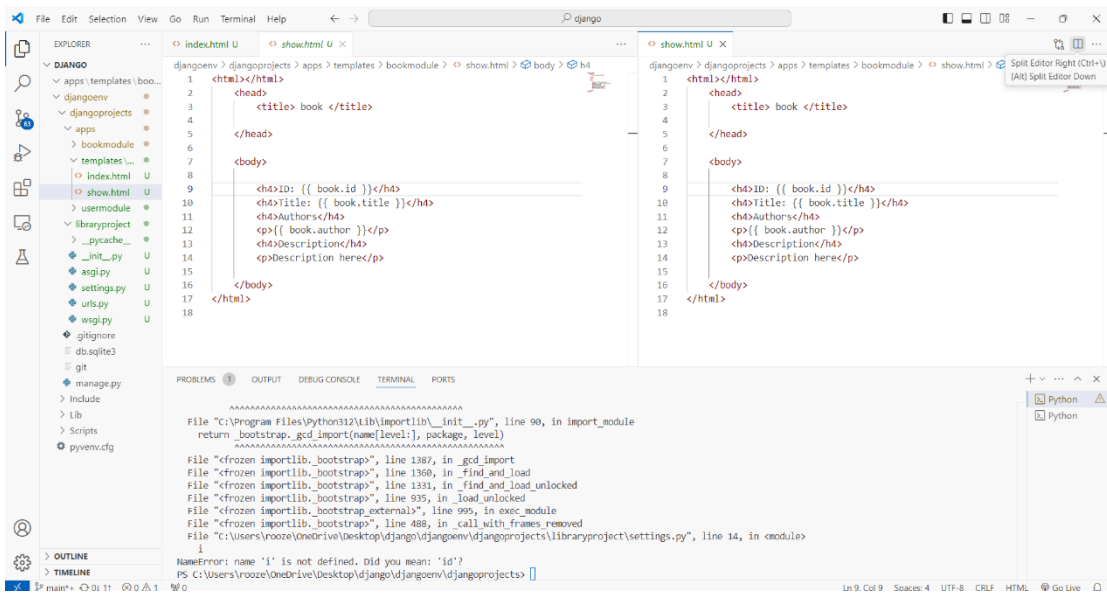 File Edit Selection View Go Run Terminal Help
django
EXPLORER
DJANGO
apps\templates\boo...
djangoenv
djangoprojects
apps
bookmodule
templates\...
index.html U
show.html U
usermodule
libraryproject
_pycache_
__init__.py U
asgi.py U
settings.py U
urls.py U
wsgi.py U
.gitignore
db.sqlite3
git
manage.py
Include
Lib
Scripts
pyvenv.cfg
OUTLINE
TIMELINE
63
index.html U show.html U
djangoenv > djangoprojects > apps > templates > bookmodule > show.html > body > h4
1 <html></html>
2 <head>
3 <title> book </title>
4
5 </head>
6
7 <body>
8
9 <h4>ID: {{ book.id }}</h4>
10 <h4>Title: {{ book.title }}</h4>
11 <h4>Authors</h4>
12 <p>{{ book.author }}</p>
13 <h4>Description</h4>
14 <p>Description here</p>
15
16 </body>
17 </html>
18
show.html U
djangoenv > djangoprojects > apps > templates > bookmodule > show.html >
Split Editor Right (Ctrl+\)
[Alt] Split Editor Down
1 <html></html>
2 <head>
3 <title> book </title>
4
5 </head>
6
7 <body>
8
9 <h4>ID: {{ book.id }}</h4>
10 <h4>Title: {{ book.title }}</h4>
11 <h4>Authors</h4>
12 <p>{{ book.author }}</p>
13 <h4>Description</h4>
14 <p>Description here</p>
15
16 </body>
17 </html>
18
PROBLEMS 1 OUTPUT DEBUG CONSOLE TERMINAL PORTS
Python
Python
^^^^^^^^^^^^^^^^^^^^^^^^^^^^^^^^^^^^^^^^^^^^^
File "C:\Program Files\Python312\Lib\importlib\__init__.py", line 90, in import_module
return _bootstrap._gcd_import(name[level:], package, level)
^^^^^^^^^^^^^^^^^^^^^^^^^^^^^^^^^^^^^^^^^^^^^^^^^^^^
File "<frozen importlib._bootstrap>", line 1387, in _gcd_import
File "<frozen importlib._bootstrap>", line 1360, in _find_and_load
File "<frozen importlib._bootstrap>", line 1331, in _find_and_load_unlocked
File "<frozen importlib._bootstrap>", line 935, in _load_unlocked
File "<frozen importlib._bootstrap_external>", line 995, in exec_module
File "<frozen importlib._bootstrap>", line 488, in _call_with_frames_removed
File "C:\Users\rooze\OneDrive\Desktop\django\djangoenv\djangoprojects\libraryproject\settings.py", line 14, in <module>
i
NameError: name 'i' is not defined. Did you mean: 'id'?
PS C:\Users\rooze\OneDrive\Desktop\django\djangoenv\djangoprojects>
main*+ 0↓ 1↑ 0 1 0 Ln 9, Col 9 Spaces: 4 UTF-8 CRLF HTML Go Live